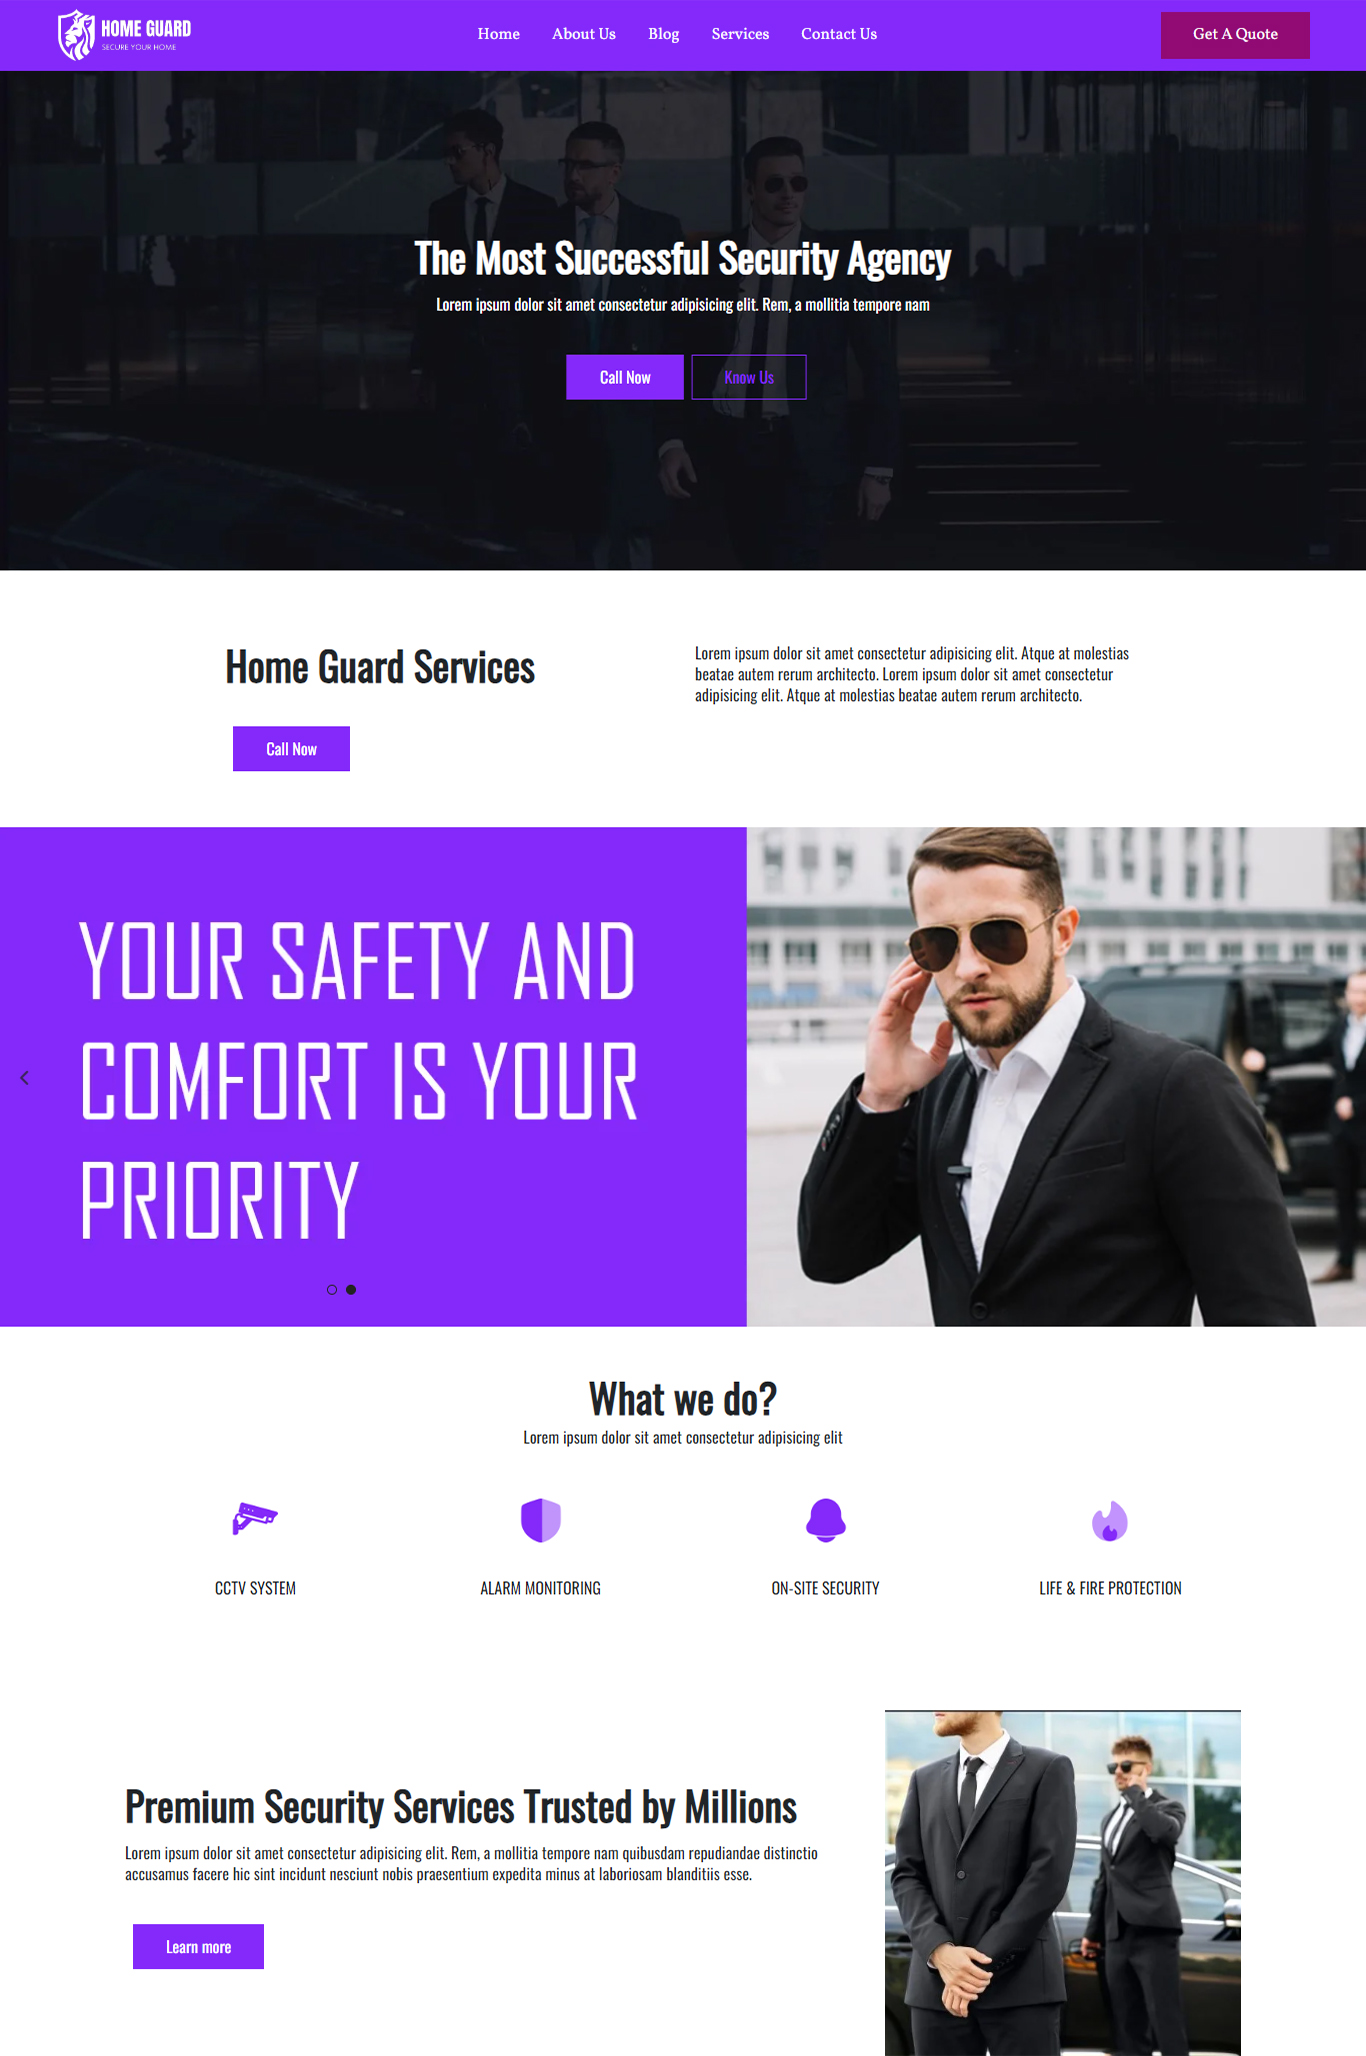 HOME GUARD
SECURE YOUR HOME
Home About Us Blog Services Contact Us
Get A Quote
The Most Successful Security Agency
Lorem ipsum dolor sit amet consectetur adipisicing elit. Rem, a mollitia tempore nam
Call Now Know Us
Home Guard Services
Call Now
Lorem ipsum dolor sit amet consectetur adipisicing elit. Atque at molestias
beatae autem rerum architecto. Lorem ipsum dolor sit amet consectetur
adipisicing elit. Atque at molestias beatae autem rerum architecto.
YOUR SAFETY AND
COMFORT IS YOUR
PRIORITY
What we do?
Lorem ipsum dolor sit amet consectetur adipisicing elit
CCTV SYSTEM
ALARM MONITORING
ON-SITE SECURITY
LIFE & FIRE PROTECTION
Premium Security Services Trusted by Millions
Lorem ipsum dolor sit amet consectetur adipisicing elit. Rem, a mollitia tempore nam quibusdam repudiandae distinctio
accusamus facere hic sint incidunt nesciunt nobis praesentium expedita minus at laboriosam blanditiis esse.
Learn more